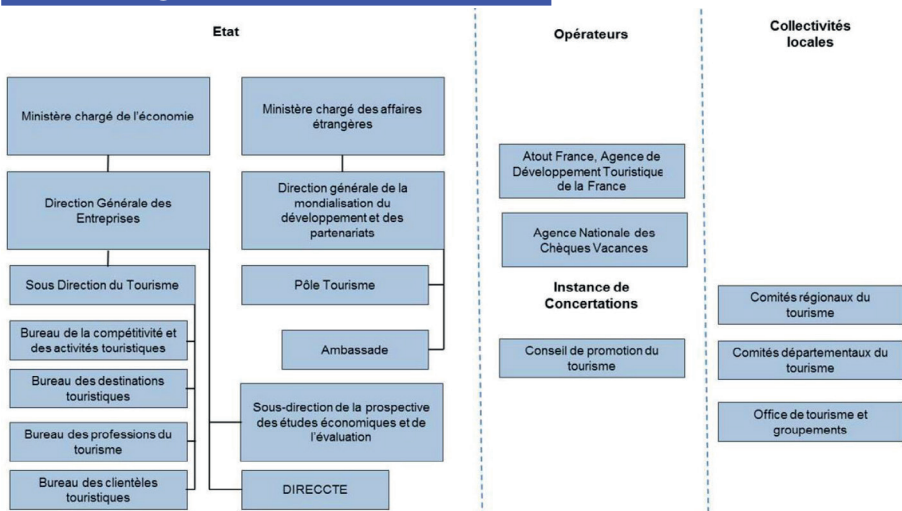 Etat
Ministère chargé de l'économie
Direction Générale des
Entreprises
Sous Direction du Tourisme
Bureau de la compétitivité et
des activités touristiques
Bureau des destinations
touristiques
Bureau des professions du
tourisme
Bureau des clientèles
touristiques
Ministère chargé des affaires
étrangères
Direction générale de la
mondialisation du
développement et des
partenariats
Pôle Tourisme
Ambassade
Sous-direction de la prospective
des études économiques et de
l'évaluation
DIRECCTE
Opérateurs
Atout France, Agence de
Développement Touristique
de la France
Agence Nationale des
Chèques Vacances
Instance de
Concertations
Conseil de promotion du
tourisme
Collectivités
locales
Comités régionaux du
tourisme
Comités départementaux du
tourisme
Office de tourisme et
groupements